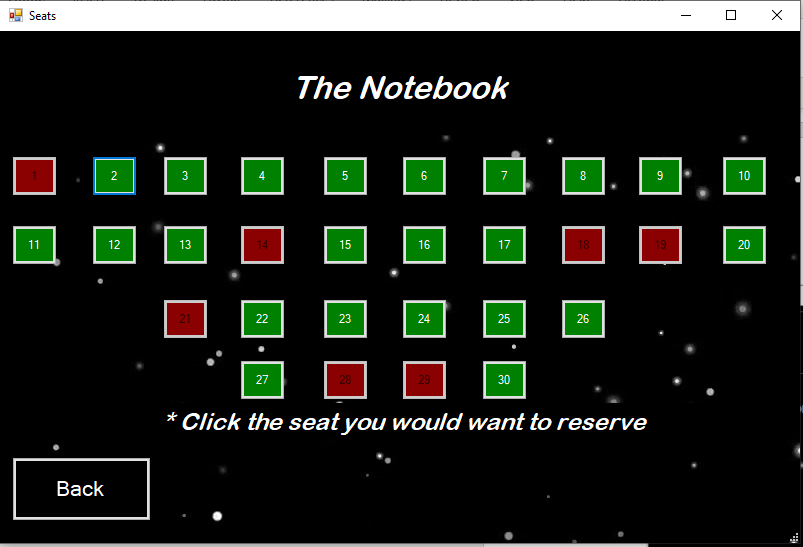 Seats
The Notebook
1 2 3 4 5 6 7 8 9 10
11 12 13 14 15 16 17 18 19 20
21 22 23 24 25 26
27 28 29 30
* Click the seat you would want to reserve
Back